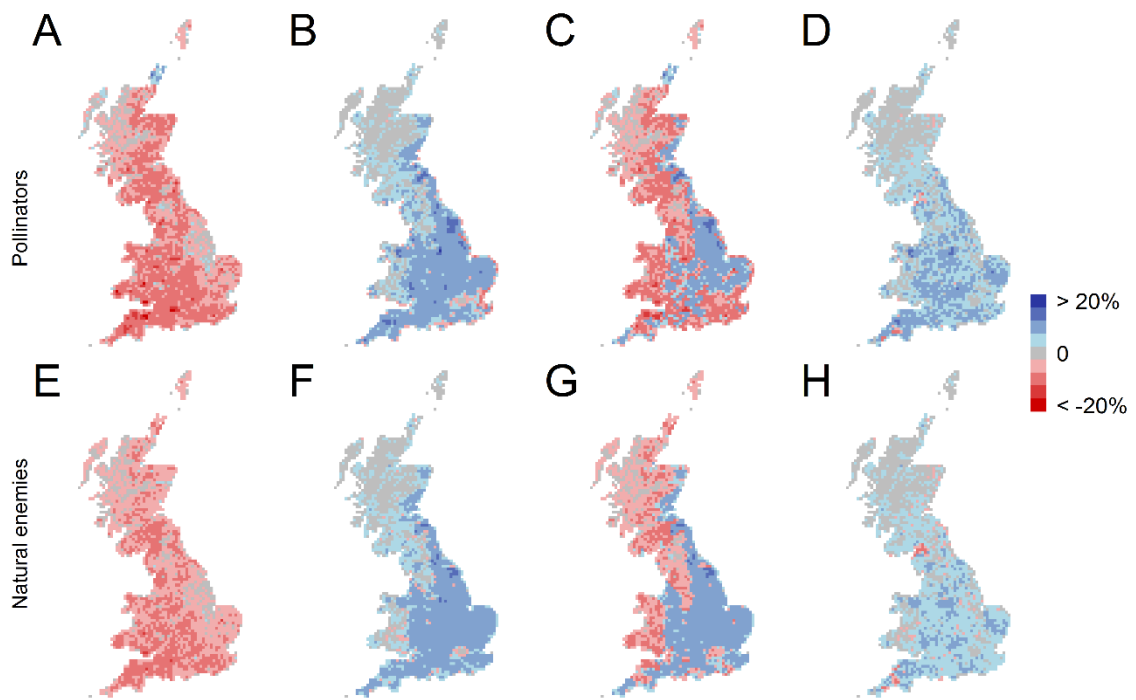 A B C D
Pollinators
> 20%
0
< -20%
E F G H
Natural enemies